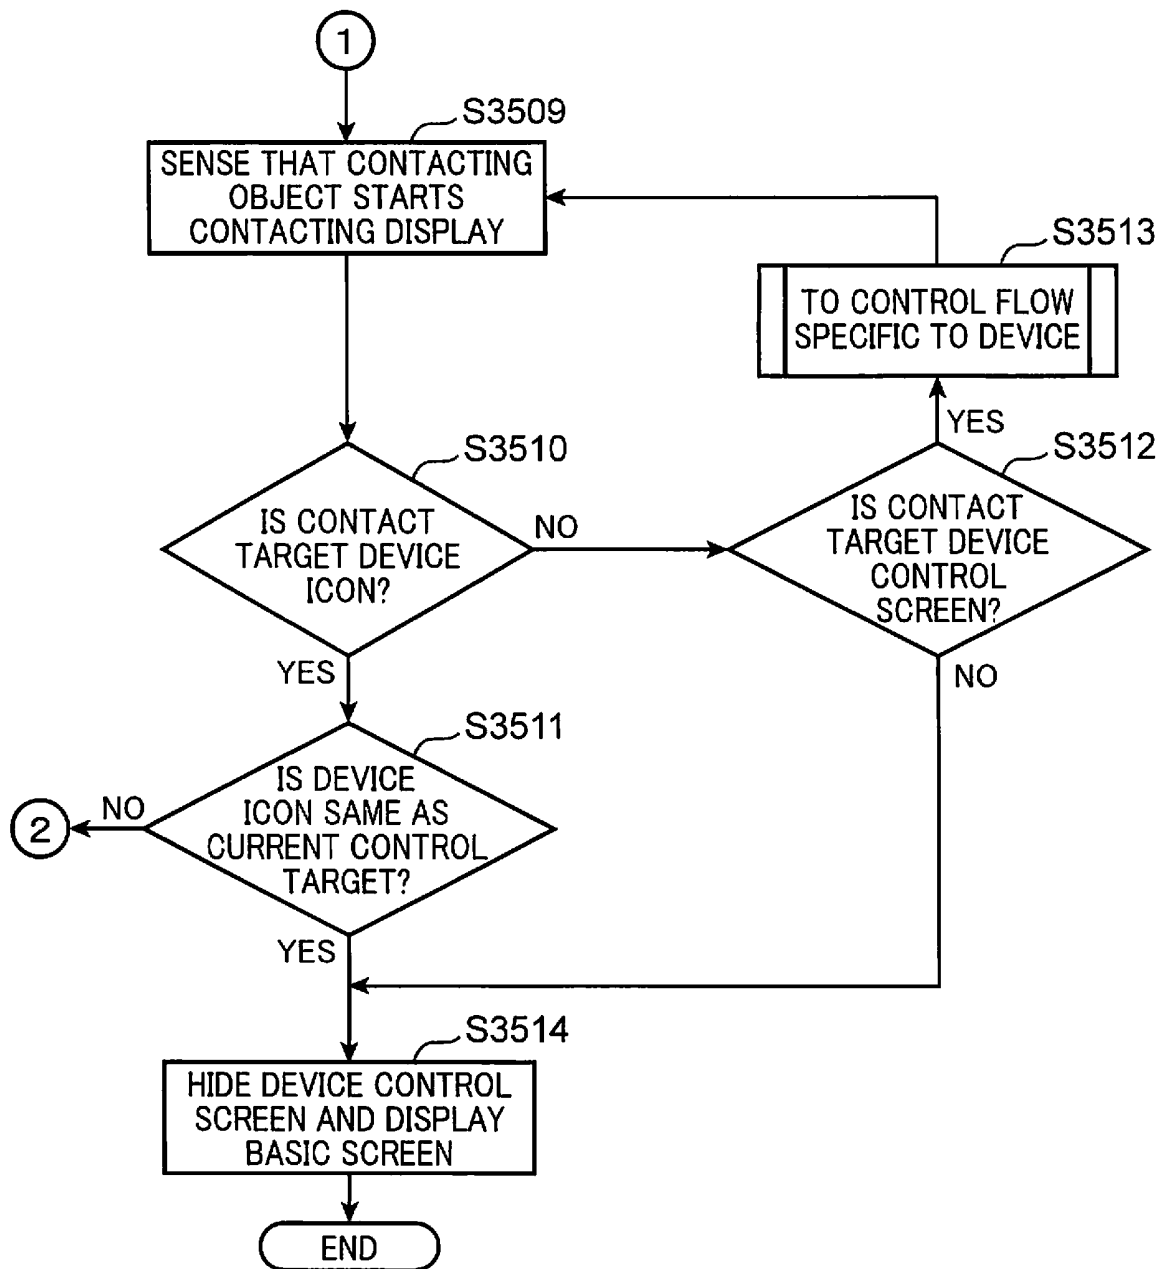 1
S3509
SENSE THAT CONTACTING
OBJECT STARTS
CONTACTING DISPLAY
S3513
TO CONTROL FLOW
SPECIFIC TO DEVICE
YES
S3510
IS CONTACT
TARGET DEVICE
ICON?
NO
S3512
IS CONTACT
TARGET DEVICE
CONTROL
SCREEN?
YES
NO
S3511
IS DEVICE
ICON SAME AS
CURRENT CONTROL
TARGET?
NO
2
YES
S3514
HIDE DEVICE CONTROL
SCREEN AND DISPLAY
BASIC SCREEN
END